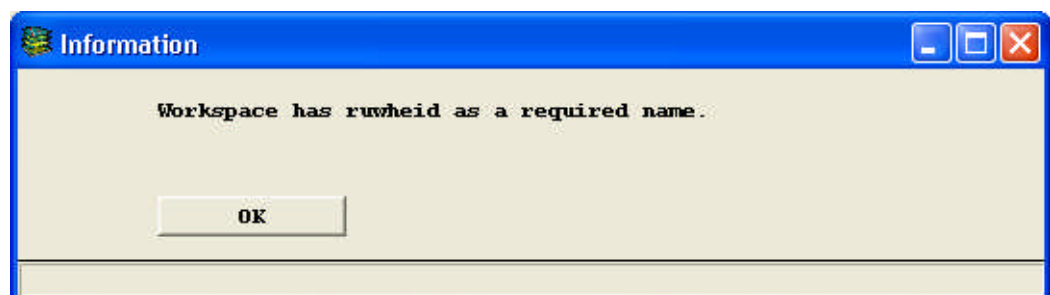 Information
Workspace has ruwheid as a required name.
OK